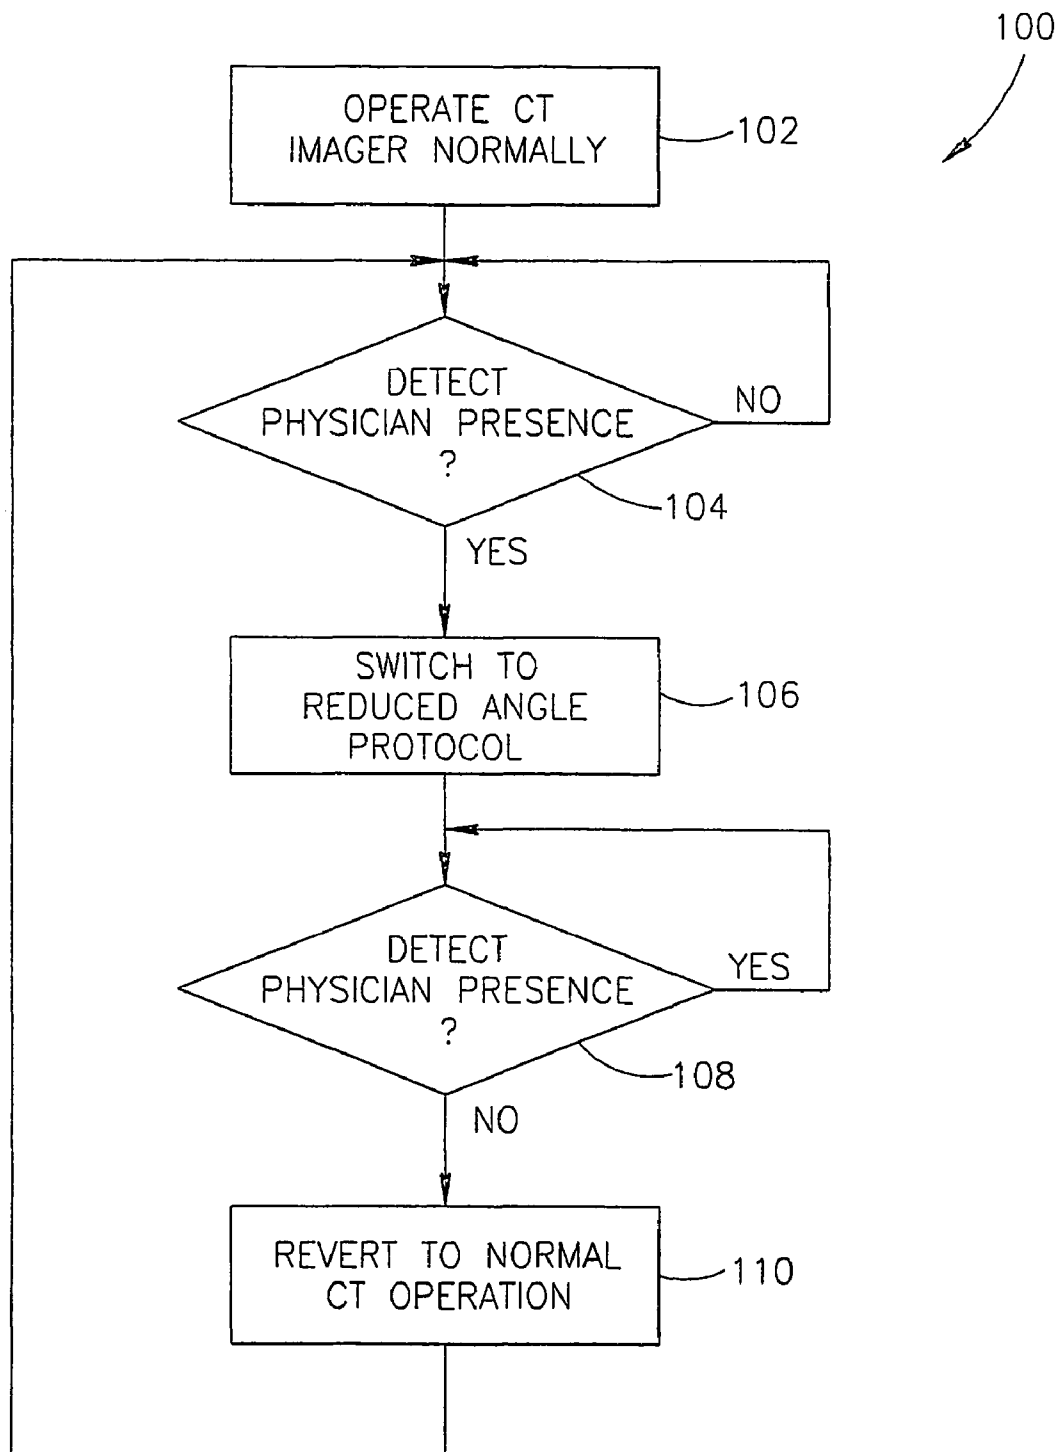 100
OPERATE CT
IMAGER NORMALLY
102
DETECT
PHYSICIAN PRESENCE
?
NO
104
YES
SWITCH TO
REDUCED ANGLE
PROTOCOL
106
DETECT
PHYSICIAN PRESENCE
?
YES
108
NO
REVERT TO NORMAL
CT OPERATION
110